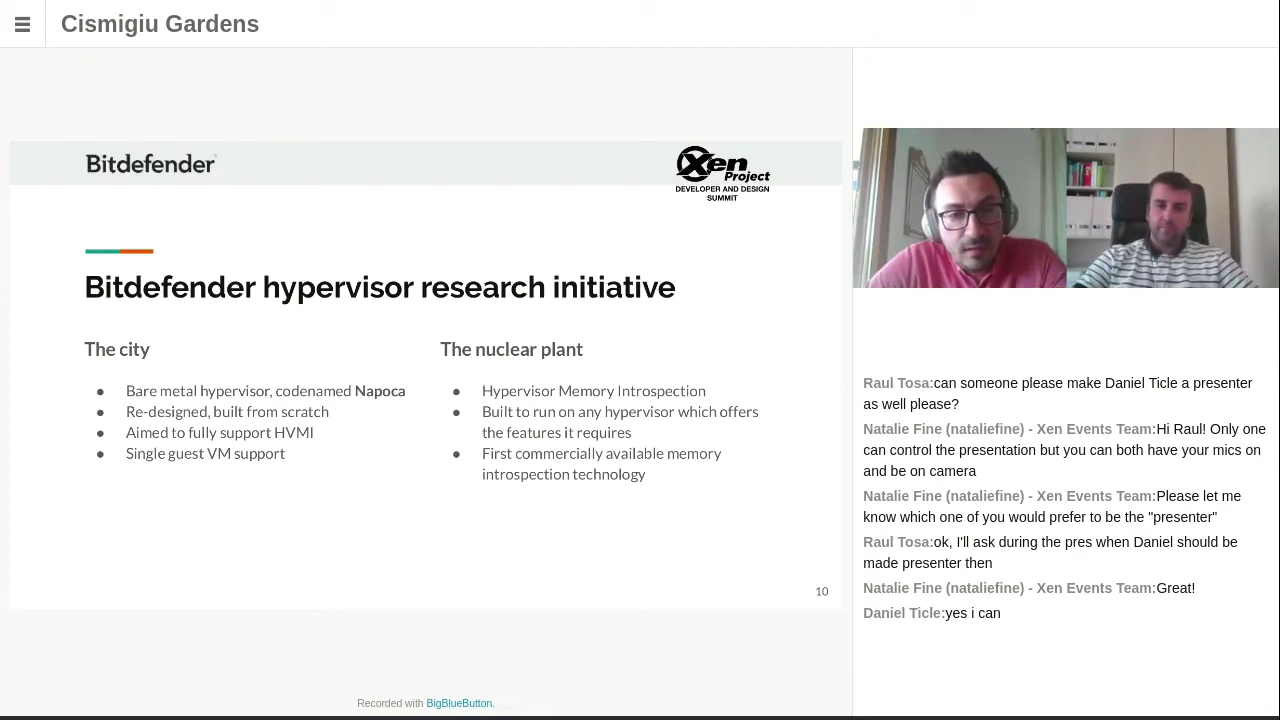 Cismigiu Gardens
Bitdefender
Xen
Project
DEVELOPER AND DESIGN
SUMMIT
Bitdefender hypervisor research initiative
The city
● Bare metal hypervisor, codenamed Napoca
● Re-designed, built from scratch
● Aimed to fully support HVMI
● Single guest VM support
The nuclear plant
● Hypervisor Memory Introspection
● Built to run on any hypervisor which offers
the features it requires
● First commercially available memory
introspection technology
10
Recorded with BigBlueButton.
Raul Tosa:can someone please make Daniel Ticle a presenter
as well please?
Natalie Fine (nataliefine) - Xen Events Team:Hi Raul! Only one
can control the presentation but you can both have your mics on
and be on camera
Natalie Fine (nataliefine) - Xen Events Team:Please let me
know which one of you would prefer to be the "presenter"
Raul Tosa:ok, I'll ask during the pres when Daniel should be
made presenter then
Natalie Fine (nataliefine) - Xen Events Team:Great!
Daniel Ticle:yes i can